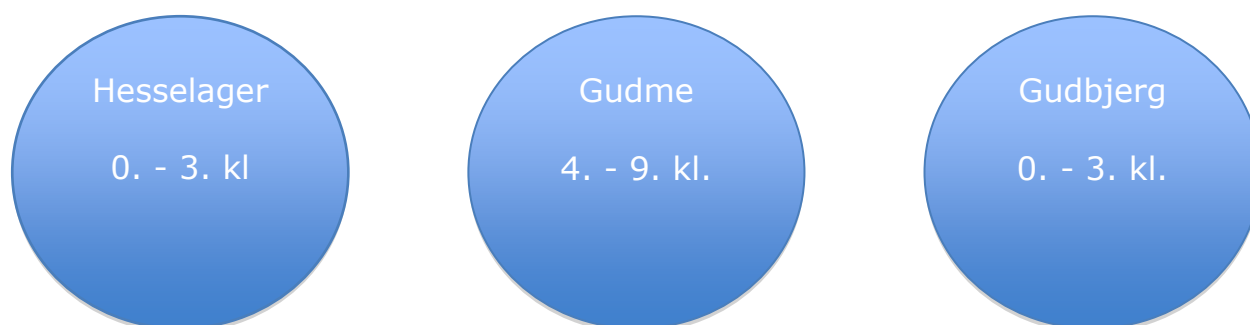 Hesselager
0. - 3. kl
Gudme
4. - 9. kl.
Gudbjerg
0. - 3. kl.